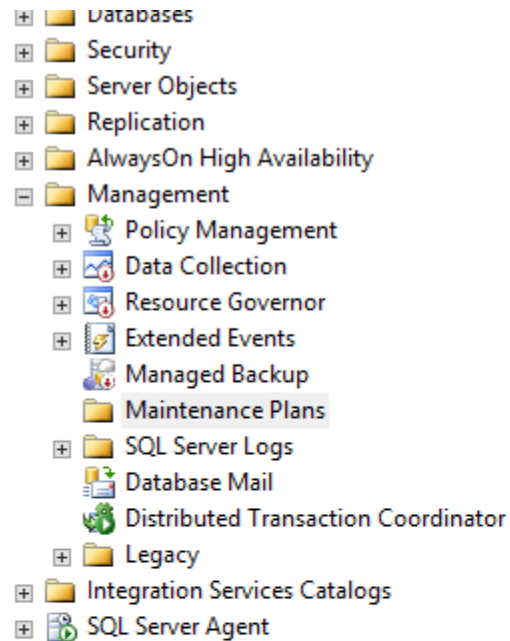 Databases
Security
Server Objects
Replication
AlwaysOn High Availability
Management
Policy Management
Data Collection
Resource Governor
Extended Events
Managed Backup
Maintenance Plans
SQL Server Logs
Database Mail
Distributed Transaction Coordinator
Legacy
Integration Services Catalogs
SQL Server Agent